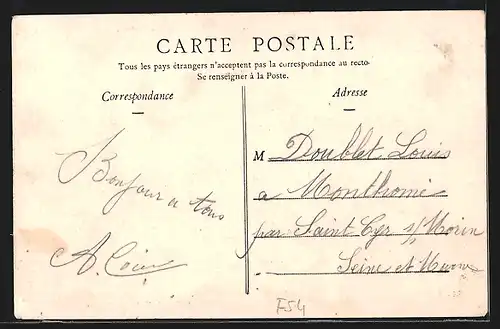 CARTE POSTALE
Tous les pays étrangers n'acceptent pas la correspondance au recto
Se renseigner à la Poste.
Correspondance
Adresse
Bonjour a tous
A.
M Doublet Louis
a Monthomé
par Saint Cyr s/Morin
Seine et Marne
F54